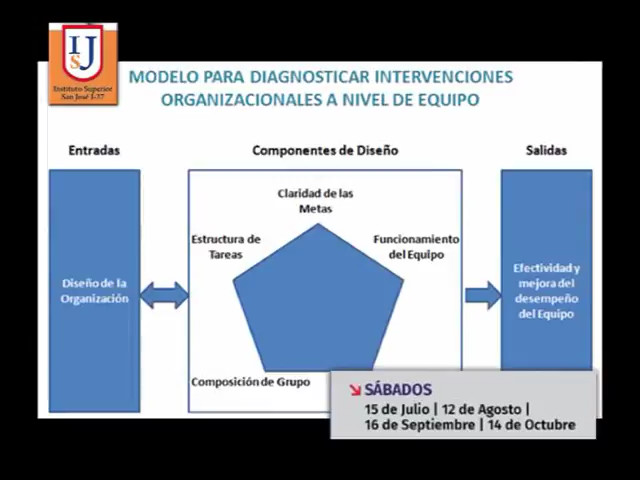 ISJ
Instituto Superior
San José I-27
MODELO PARA DIAGNOSTICAR INTERVENCIONES
ORGANIZACIONALES A NIVEL DE EQUIPO
Entradas
Componentes de Diseño
Salidas
Claridad de las
Metas
Estructura de
Tareas
Funcionamiento
del Equipo
Diseño de la
Organización
Efectividad y
mejora del
desempeño
del Equipo
Composición de Grupo
SÁBADOS
15 de Julio | 12 de Agosto |
16 de Septiembre | 14 de Octubre